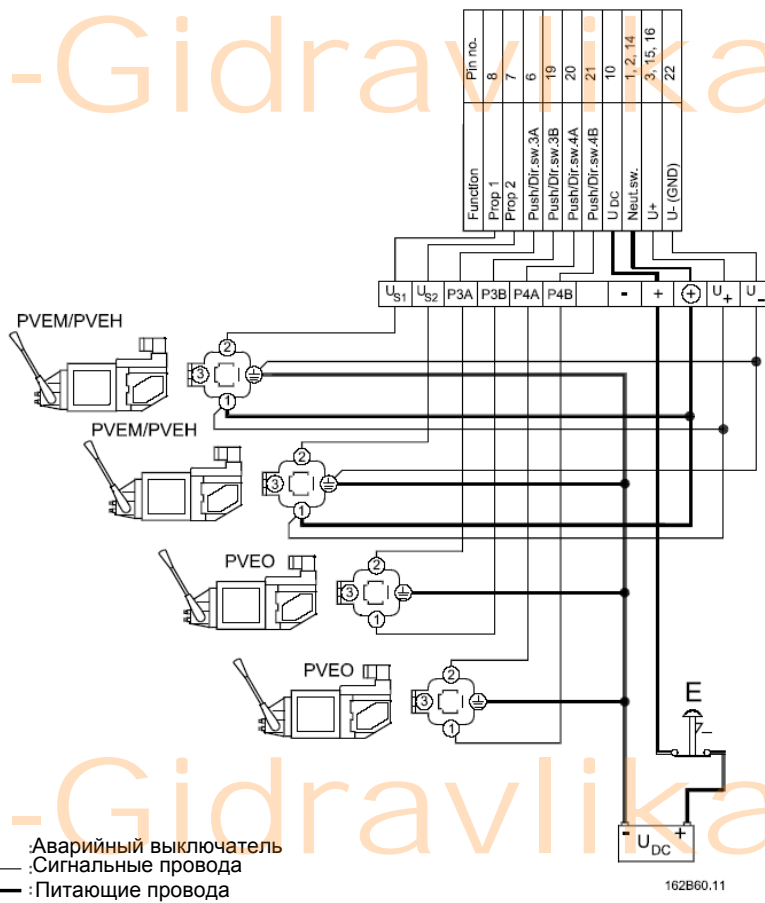 -Gidravlika
Function Pin no.
Prop 1 8
Prop 2 7
Push/Dir.sw.3A 6
Push/Dir.sw.3B 19
Push/Dir.sw.4A 20
Push/Dir.sw.4B 21
UDC 10
Neut.sw. 1, 2, 14
U+ 3, 15, 16
U- (GND) 22
US1 US2 P3A P3B P4A P4B - + + U+ U-
PVEM/PVEH
2
3
1
PVEM/PVEH
2
3
1
PVEO
2
3
1
PVEO
2
3
1
E
- UDC +
-Gidravlika
:Аварийный выключатель
:Сигнальные провода
:Питающие провода
162B60.11